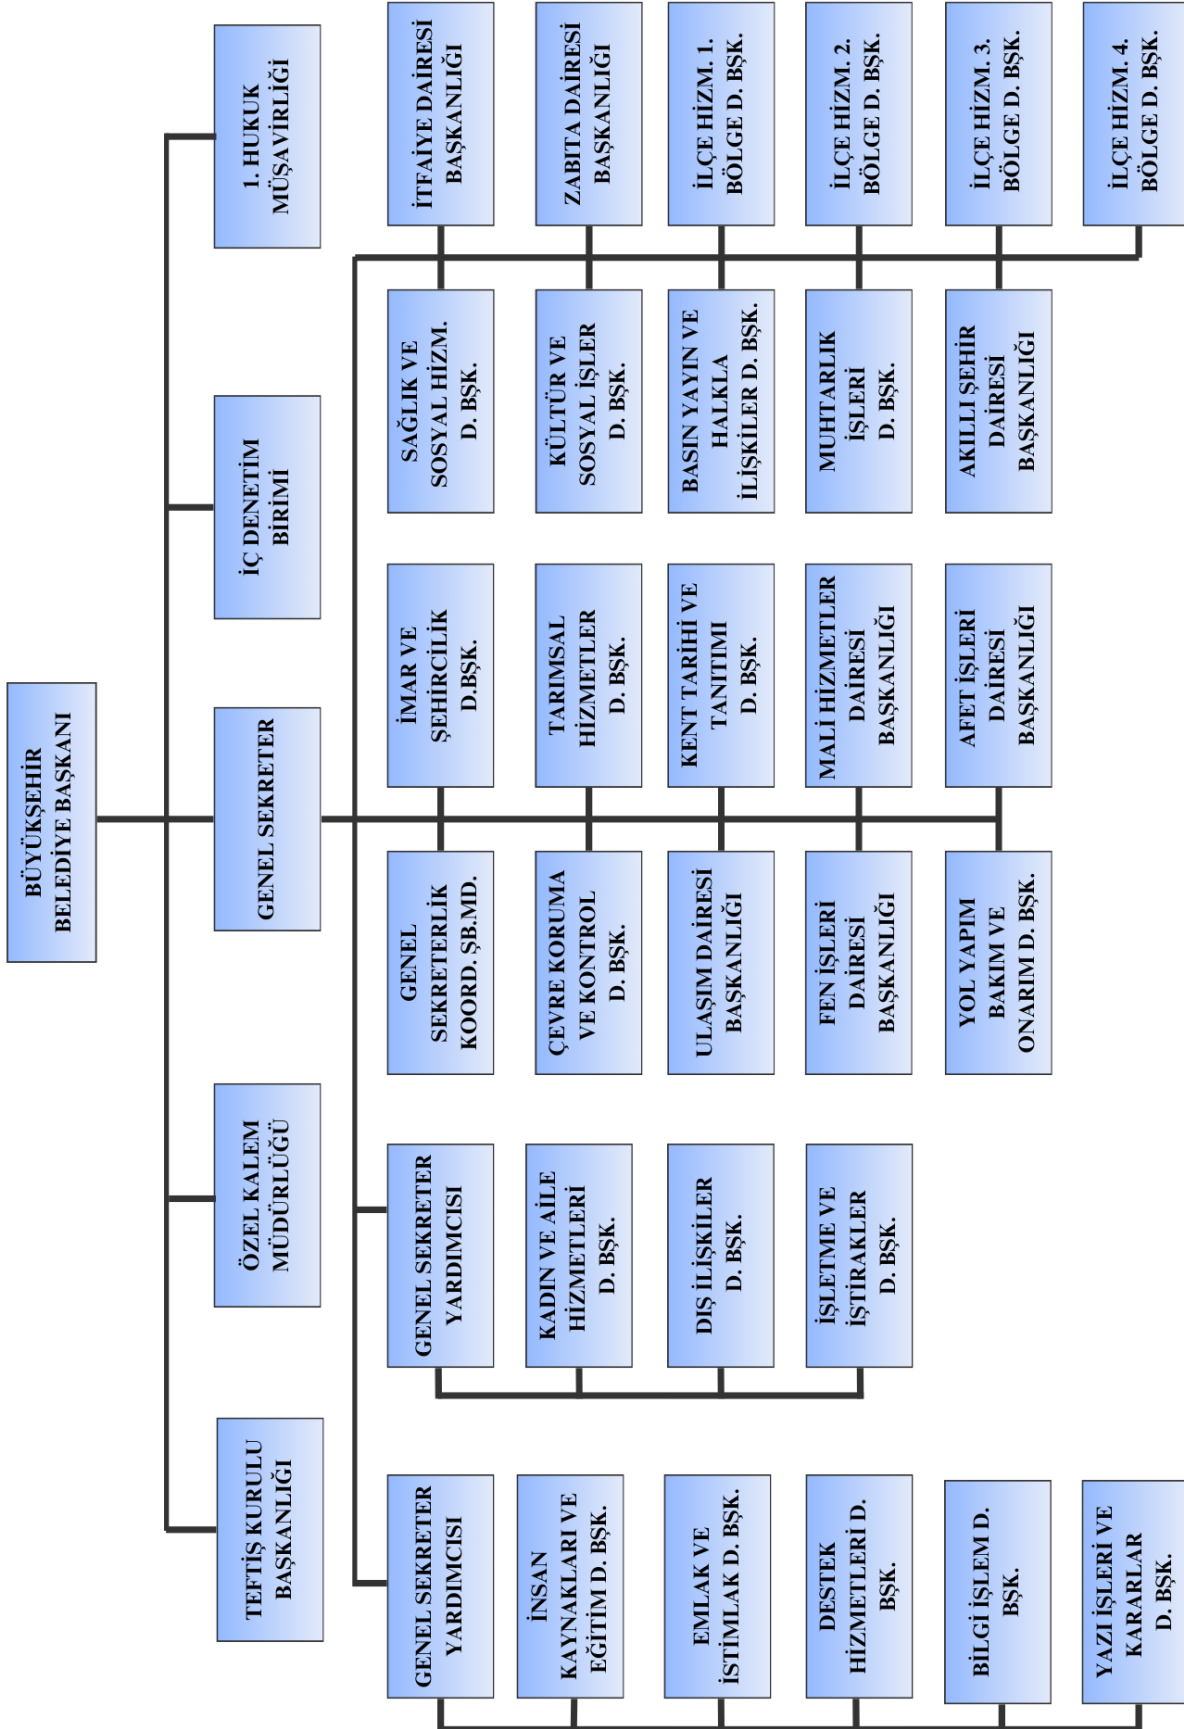 BÜYÜKŞEHİR
BELEDİYE BAŞKANI
TEFTİŞ KURULU
BAŞKANLIĞI
ÖZEL KALEM
MÜDÜRLÜĞÜ
GENEL SEKRETER
İÇ DENETİM
BİRİMİ
1. HUKUK
MÜŞAVİRLİĞİ
GENEL SEKRETER
YARDIMCISI
İNSAN
KAYNAKLARI VE
EĞİTİM D. BŞK.
EMLAK VE
İSTİMLAK D. BŞK.
DESTEK
HİZMETLERİ D.
BŞK.
BİLGİ İŞLEM D.
BŞK.
YAZI İŞLERİ VE
KARARLAR
D. BŞK.
GENEL SEKRETER
YARDIMCISI
KADIN VE AİLE
HİZMETLERİ
D. BŞK.
DIŞ İLİŞKİLER
D. BŞK.
İŞLETME VE
İŞTİRAKLER
D. BŞK.
GENEL
SEKRETERLİK
KOORD. ŞB.MD.
ÇEVRE KORUMA
VE KONTROL
D. BŞK.
ULAŞIM DAİRESİ
BAŞKANLIĞI
FEN İŞLERİ
DAİRESİ
BAŞKANLIĞI
YOL YAPIM
BAKIM VE
ONARIM D. BŞK.
İMAR VE
ŞEHİRCİLİK
D.BŞK.
TARIMSAL
HİZMETLER
D. BŞK.
KENT TARİHİ VE
TANITIMI
D. BŞK.
MALİ HİZMETLER
DAİRESİ
BAŞKANLIĞI
AFET İŞLERİ
DAİRESİ
BAŞKANLIĞI
SAĞLIK VE
SOSYAL HİZM.
D. BŞK.
KÜLTÜR VE
SOSYAL İŞLER
D. BŞK.
BASIN YAYIN VE
HALKLA
İLİŞKİLER D. BŞK.
MUHTARLIK
İŞLERİ
D. BŞK.
AKILLI ŞEHİR
DAİRESİ
BAŞKANLIĞI
İTFAİYE DAİRESİ
BAŞKANLIĞI
ZABITA DAİRESİ
BAŞKANLIĞI
İLÇE HİZM. 1.
BÖLGE D. BŞK.
İLÇE HİZM. 2.
BÖLGE D. BŞK.
İLÇE HİZM. 3.
BÖLGE D. BŞK.
İLÇE HİZM. 4.
BÖLGE D. BŞK.